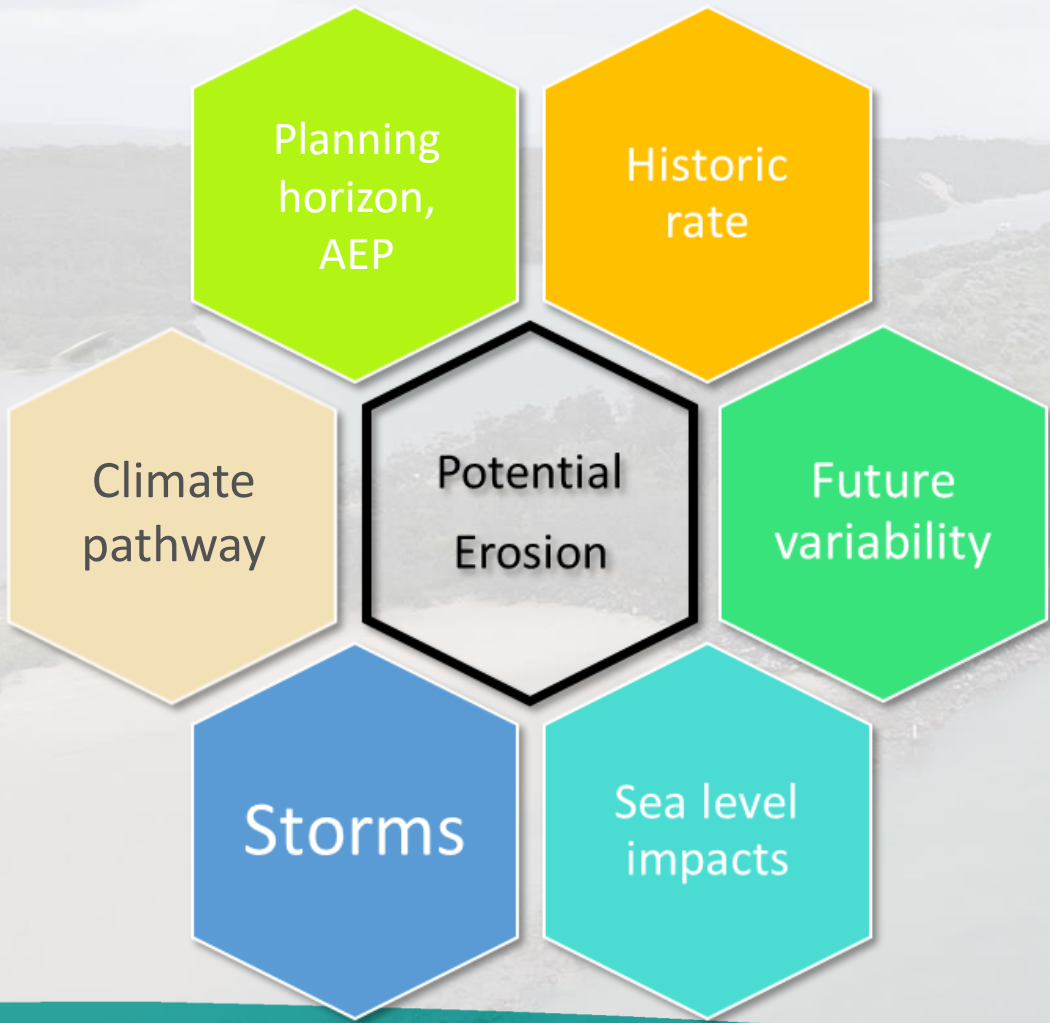 Planning
horizon,
AEP
Historic
rate
Climate
pathway
Potential
Erosion
Future
variability
Storms
Sea level
impacts